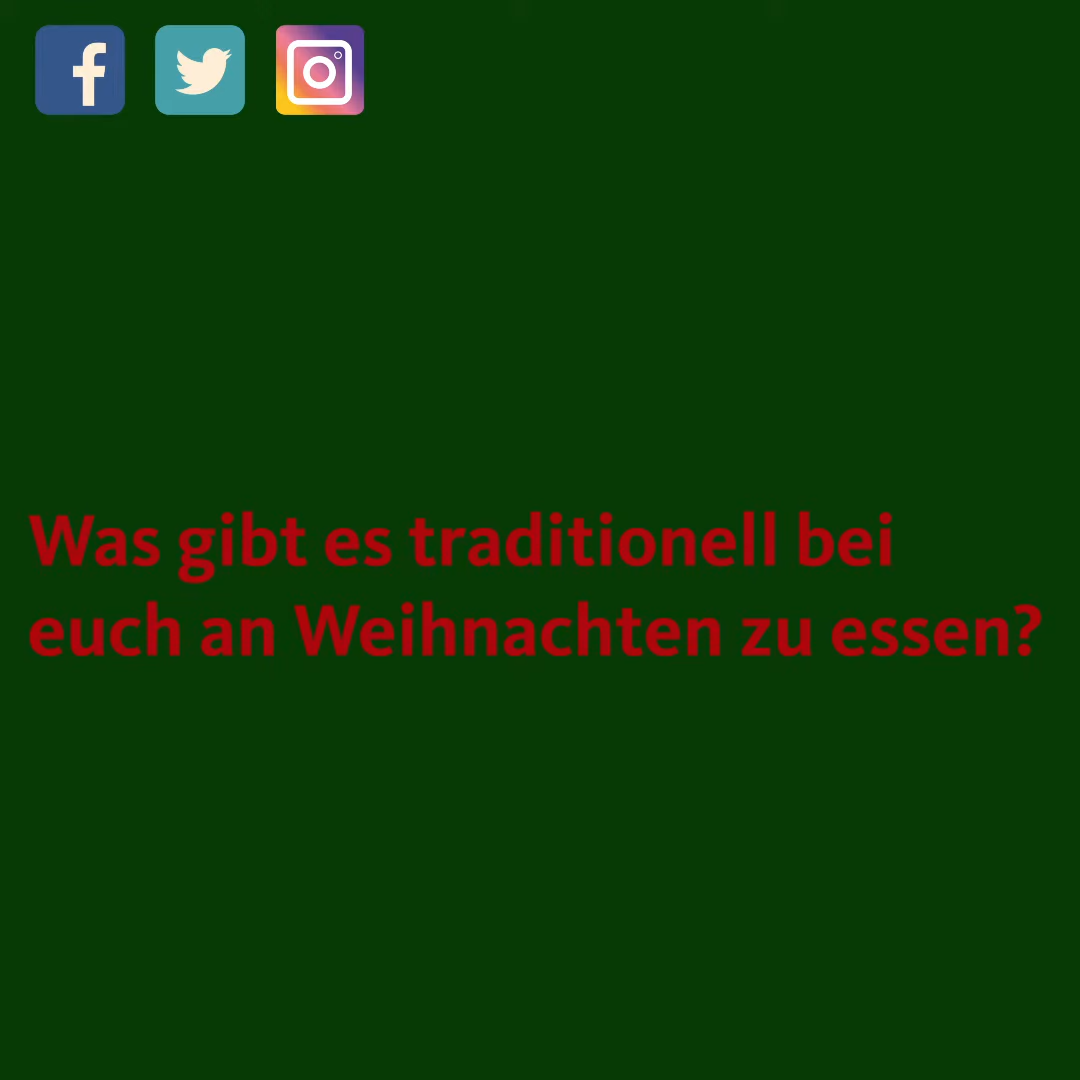 Was gibt es traditionell bei
euch an Weihnachten zu essen?